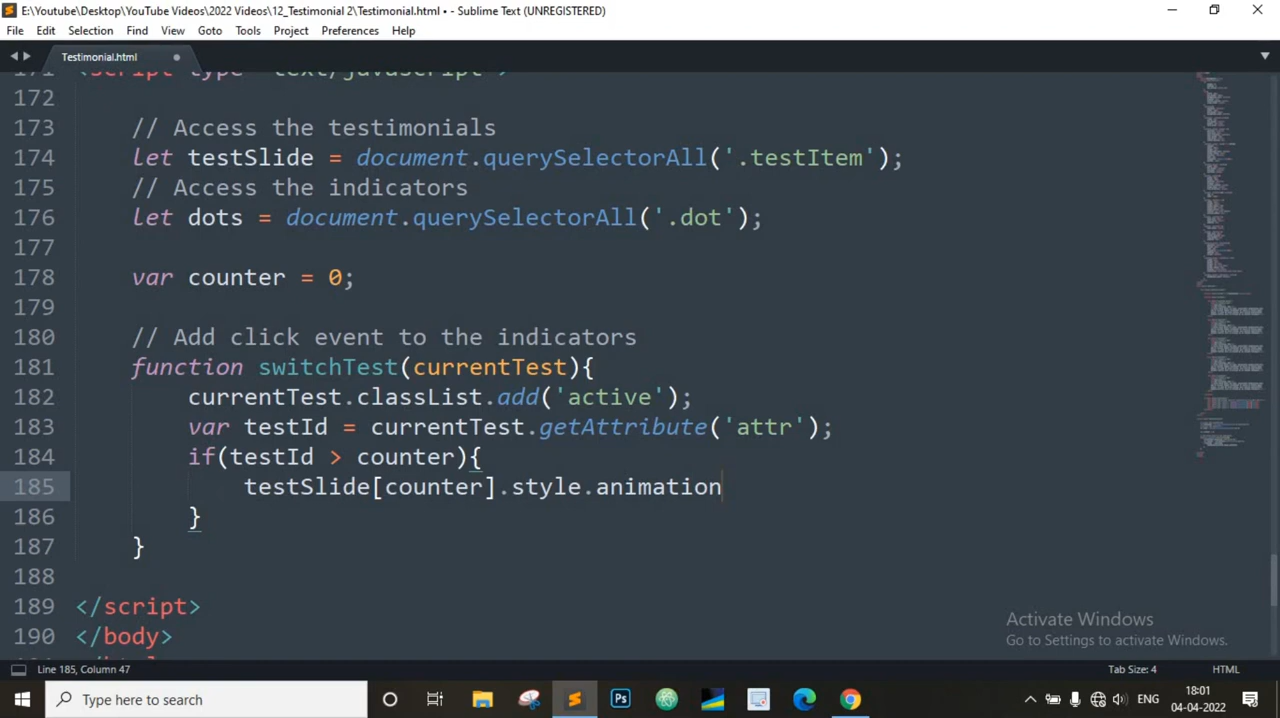 E:\Youtube\Desktop\YouTube Videos\2022 Videos\12_Testimonial 2\Testimonial.html • - Sublime Text (UNREGISTERED)
File Edit Selection Find View Goto Tools Project Preferences Help
Testimonial.html
171 <script type="text/javascript">
172
173 // Access the testimonials
174 let testSlide = document.querySelectorAll('.testItem');
175 // Access the indicators
176 let dots = document.querySelectorAll('.dot');
177
178 var counter = 0;
179
180 // Add click event to the indicators
181 function switchTest(currentTest){
182 currentTest.classList.add('active');
183 var testId = currentTest.getAttribute('attr');
184 if(testId > counter){
185 testSlide[counter].style.animation
186 }
187 }
188
189 </script>
190 </body>
Activate Windows
Go to Settings to activate Windows.
Line 185, Column 47
Tab Size: 4
HTML
Type here to search
Ps
ENG
18:01
04-04-2022